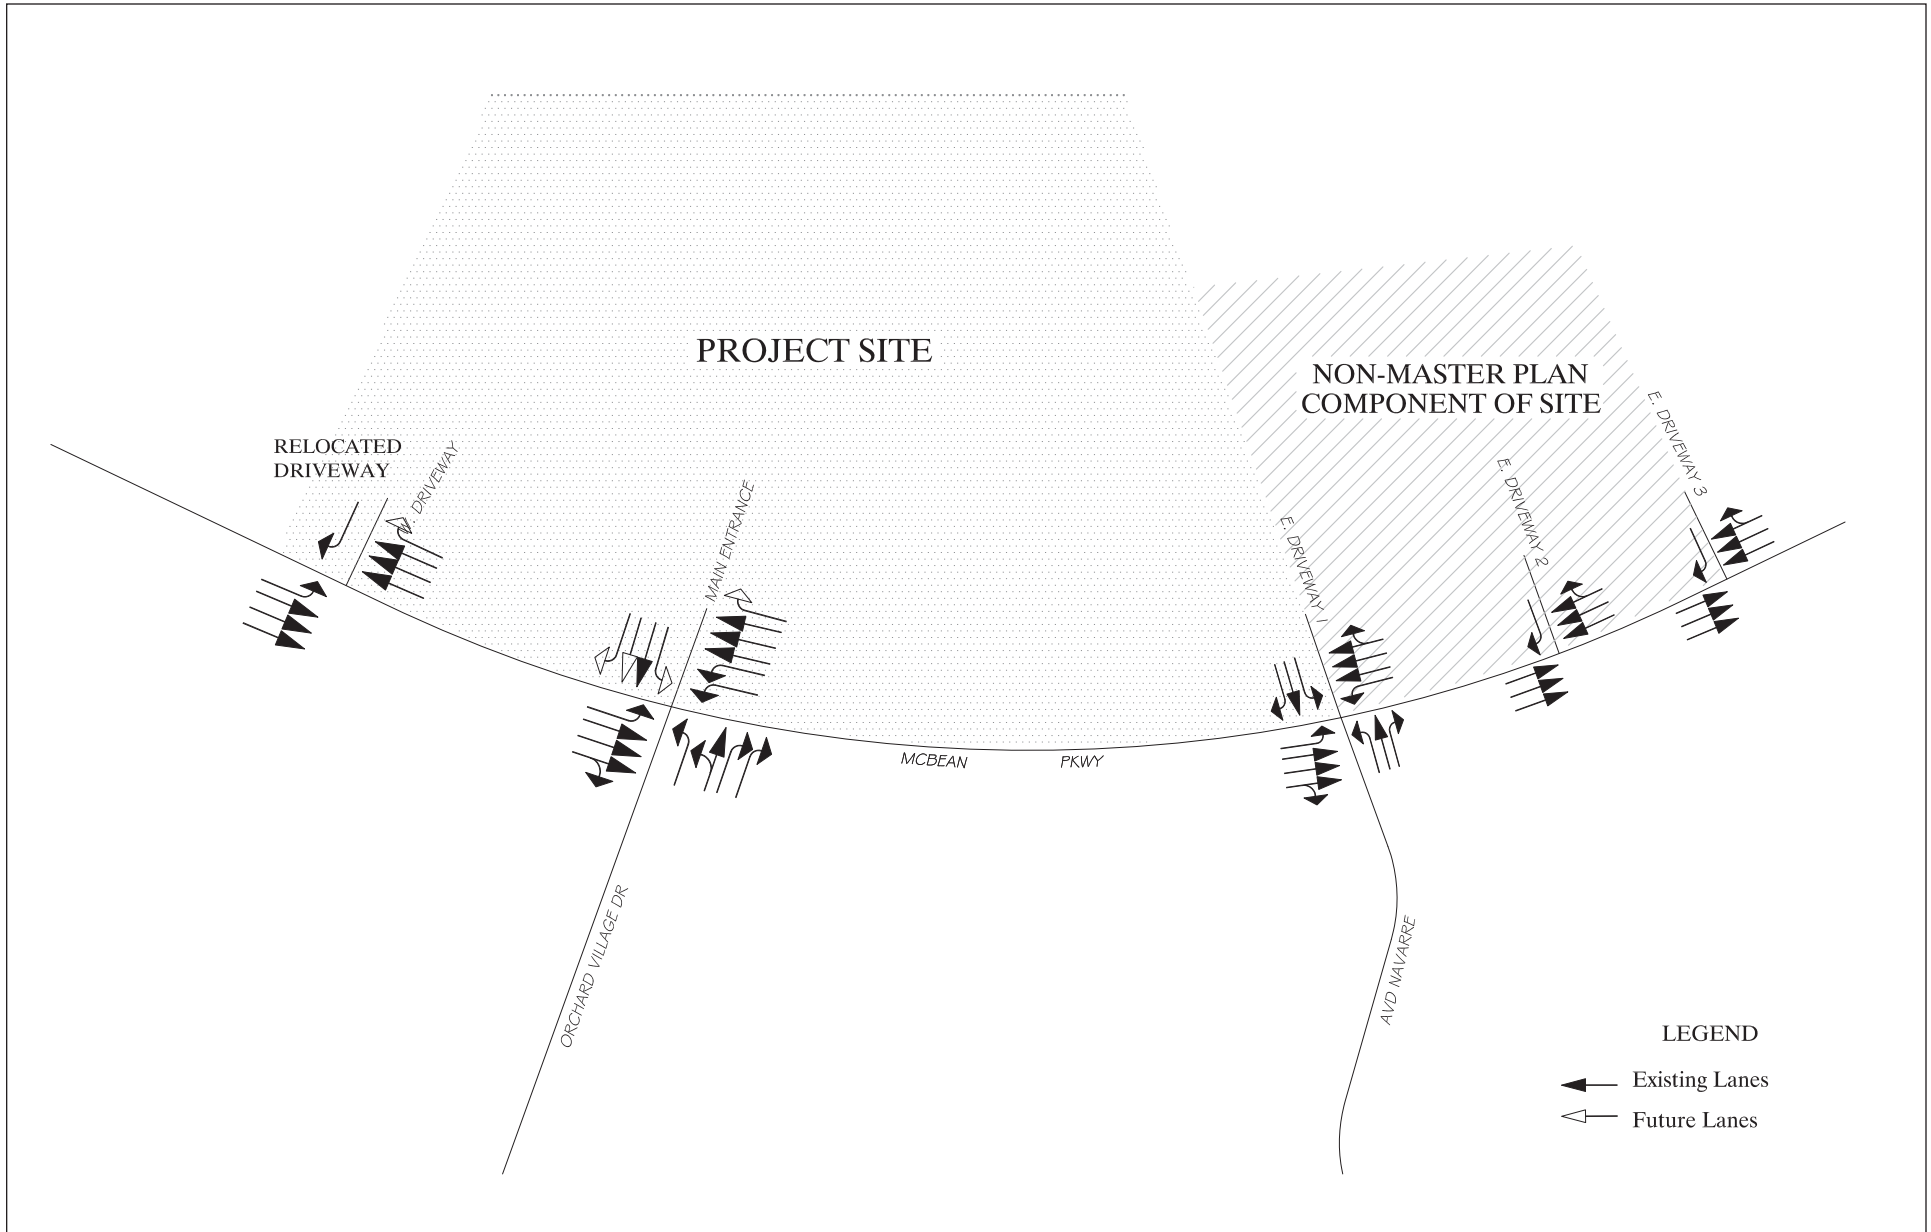 PROJECT SITE
NON-MASTER PLAN
COMPONENT OF SITE
RELOCATED
DRIVEWAY
W. DRIVEWAY
MAIN ENTRANCE
E. DRIVEWAY 1
E. DRIVEWAY 2
E. DRIVEWAY 3
MCBEAN PKWY
ORCHARD VILLAGE DR
AVD NAVARRE
LEGEND
Existing Lanes
Future Lanes